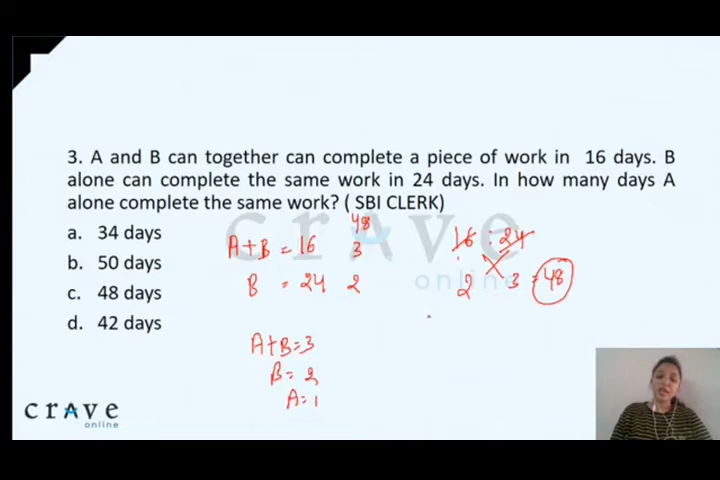 3. A and B can together can complete a piece of work in 16 days. B
alone can complete the same work in 24 days. In how many days A
alone complete the same work? ( SBI CLERK)
a. 34 days
b. 50 days
c. 48 days
d. 42 days
48
A+B = 16 3
B = 24 2
16 : 24
2 3 = 48
A+B = 3
B = 2
A = 1
crave
online
crave
online